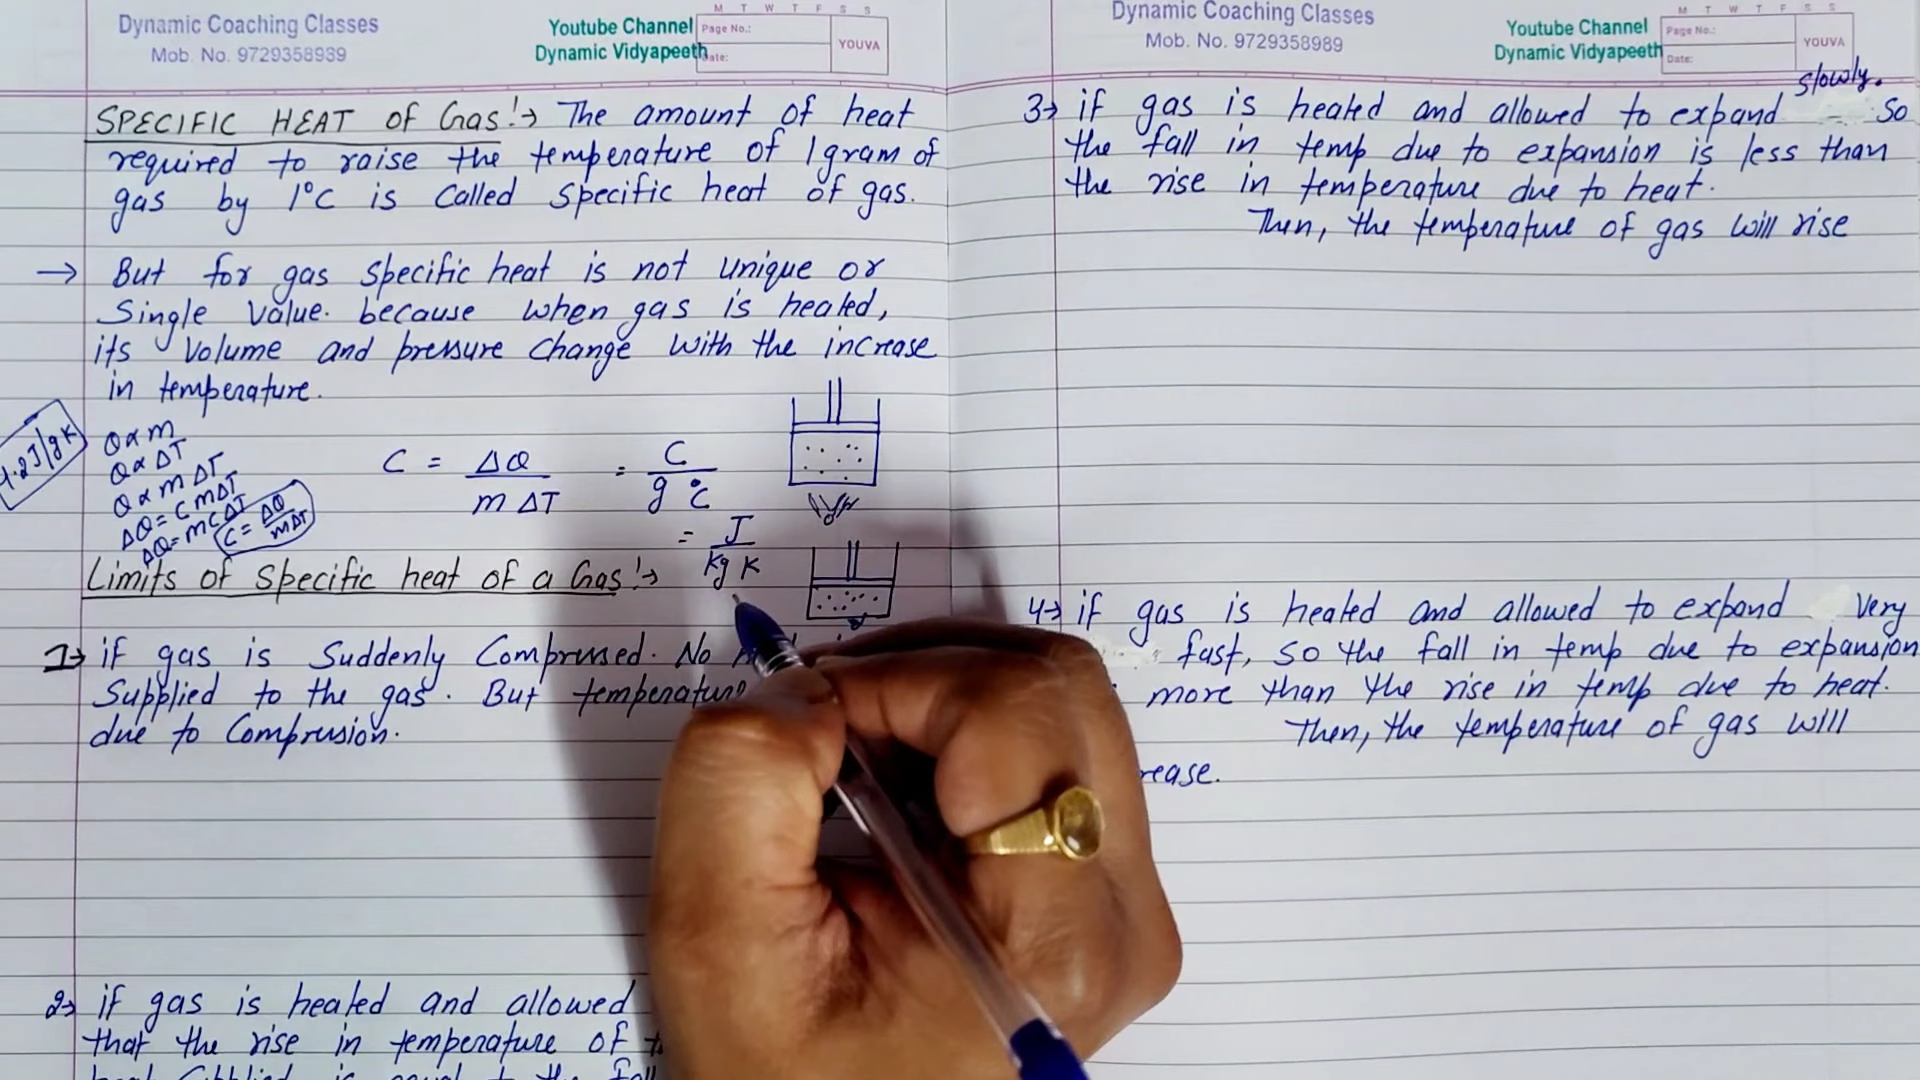 Dynamic Coaching Classes
Mob. No. 9729358989
Youtube Channel
Dynamic Vidyapeeth
M T W T F S S
Page No.:
Date:
YOUVA
SPECIFIC HEAT of Gas!→ The amount of heat
required to raise the temperature of 1gram of
gas by 1°C is Called Specific heat of gas.
→ But for gas specific heat is not unique or
Single value. because when gas is heated,
its Volume and pressure change with the increase
in temperature.
4.2J/gK
Q∝m
Q∝ΔT
Q∝mΔT
ΔQ=CmΔT
ΔQ=mCΔT
C=ΔQ/mΔT
C = ΔQ/mΔT = C/g°C
= J/kg K
Limits of Specific heat of a Gas!→
1→ if gas is Suddenly Compressed. No
Supplied to the gas. But temperature
due to Compression.
2→ if gas is heated and allowed
that the rise in temperature of
heat Supplied is equal to the fall
Dynamic Coaching Classes
Mob. No. 9729358989
Youtube Channel
Dynamic Vidyapeeth
M T W T F S S
Page No.:
Date:
YOUVA
slowly.
3→ if gas is heated and allowed to expand So
the fall in temp due to expansion is less than
the rise in temperature due to heat.
Then, the temperature of gas will rise
4→ if gas is heated and allowed to expand Very
fast, so the fall in temp due to expansion
more than the rise in temp due to heat.
Then, the temperature of gas will
rease.